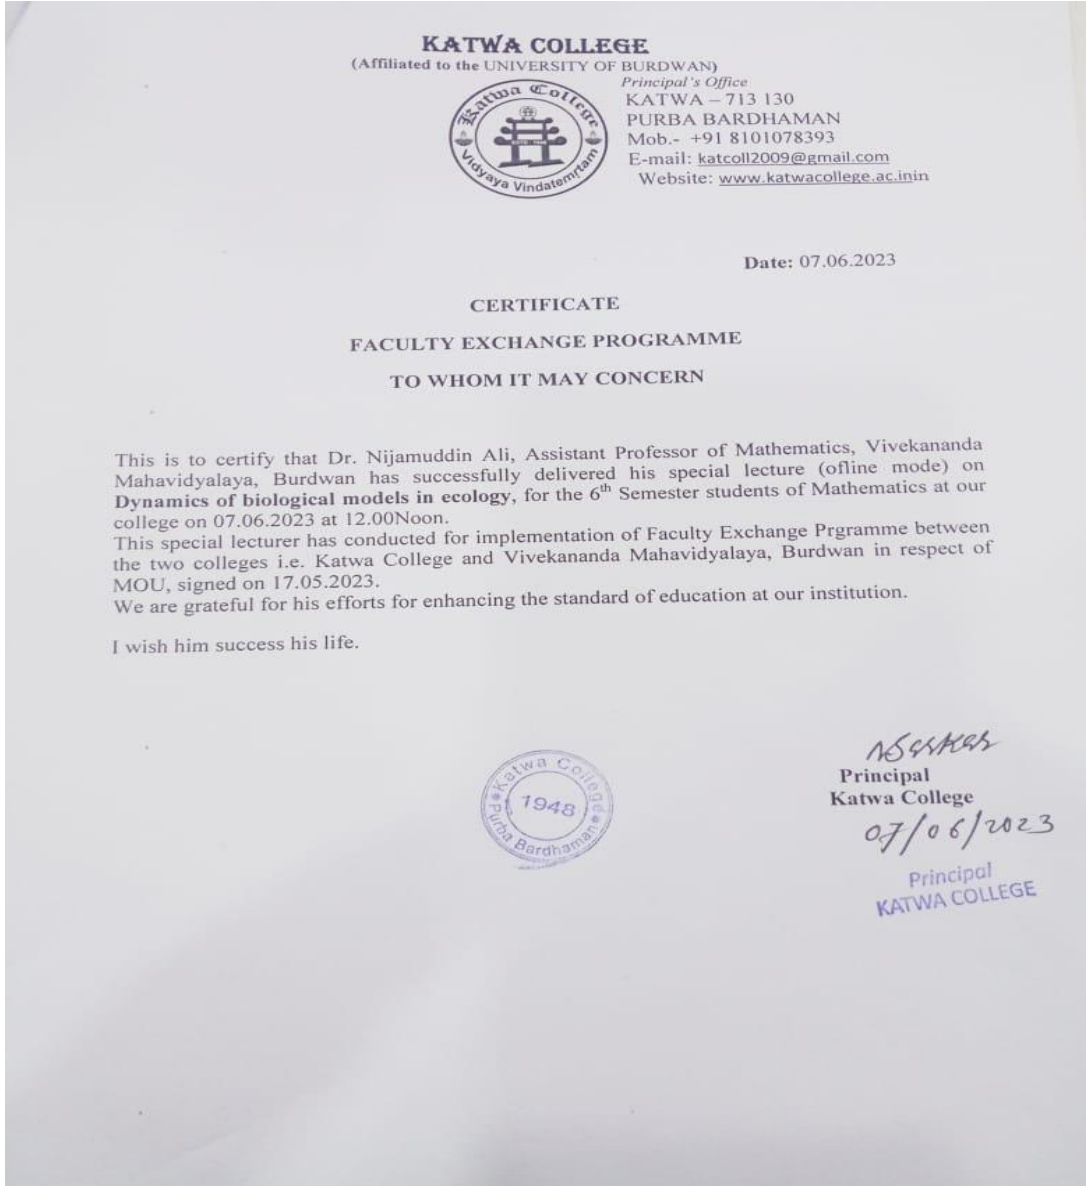 KATWA COLLEGE
(Affiliated to the UNIVERSITY OF BURDWAN)
Katwa College
Vidyaya Vindatemrtam
Principal's Office
KATWA – 713 130
PURBA BARDHAMAN
Mob.- +91 8101078393
E-mail: katcoll2009@gmail.com
Website: www.katwacollege.ac.inin
Date: 07.06.2023
CERTIFICATE
FACULTY EXCHANGE PROGRAMME
TO WHOM IT MAY CONCERN
This is to certify that Dr. Nijamuddin Ali, Assistant Professor of Mathematics, Vivekananda
Mahavidyalaya, Burdwan has successfully delivered his special lecture (ofline mode) on
Dynamics of biological models in ecology, for the 6th Semester students of Mathematics at our
college on 07.06.2023 at 12.00Noon.
This special lecturer has conducted for implementation of Faculty Exchange Prgramme between
the two colleges i.e. Katwa College and Vivekananda Mahavidyalaya, Burdwan in respect of
MOU, signed on 17.05.2023.
We are grateful for his efforts for enhancing the standard of education at our institution.
I wish him success his life.
Katwa College
1948
Purba Bardhaman
Principal
Katwa College
07/06/2023
Principal
KATWA COLLEGE